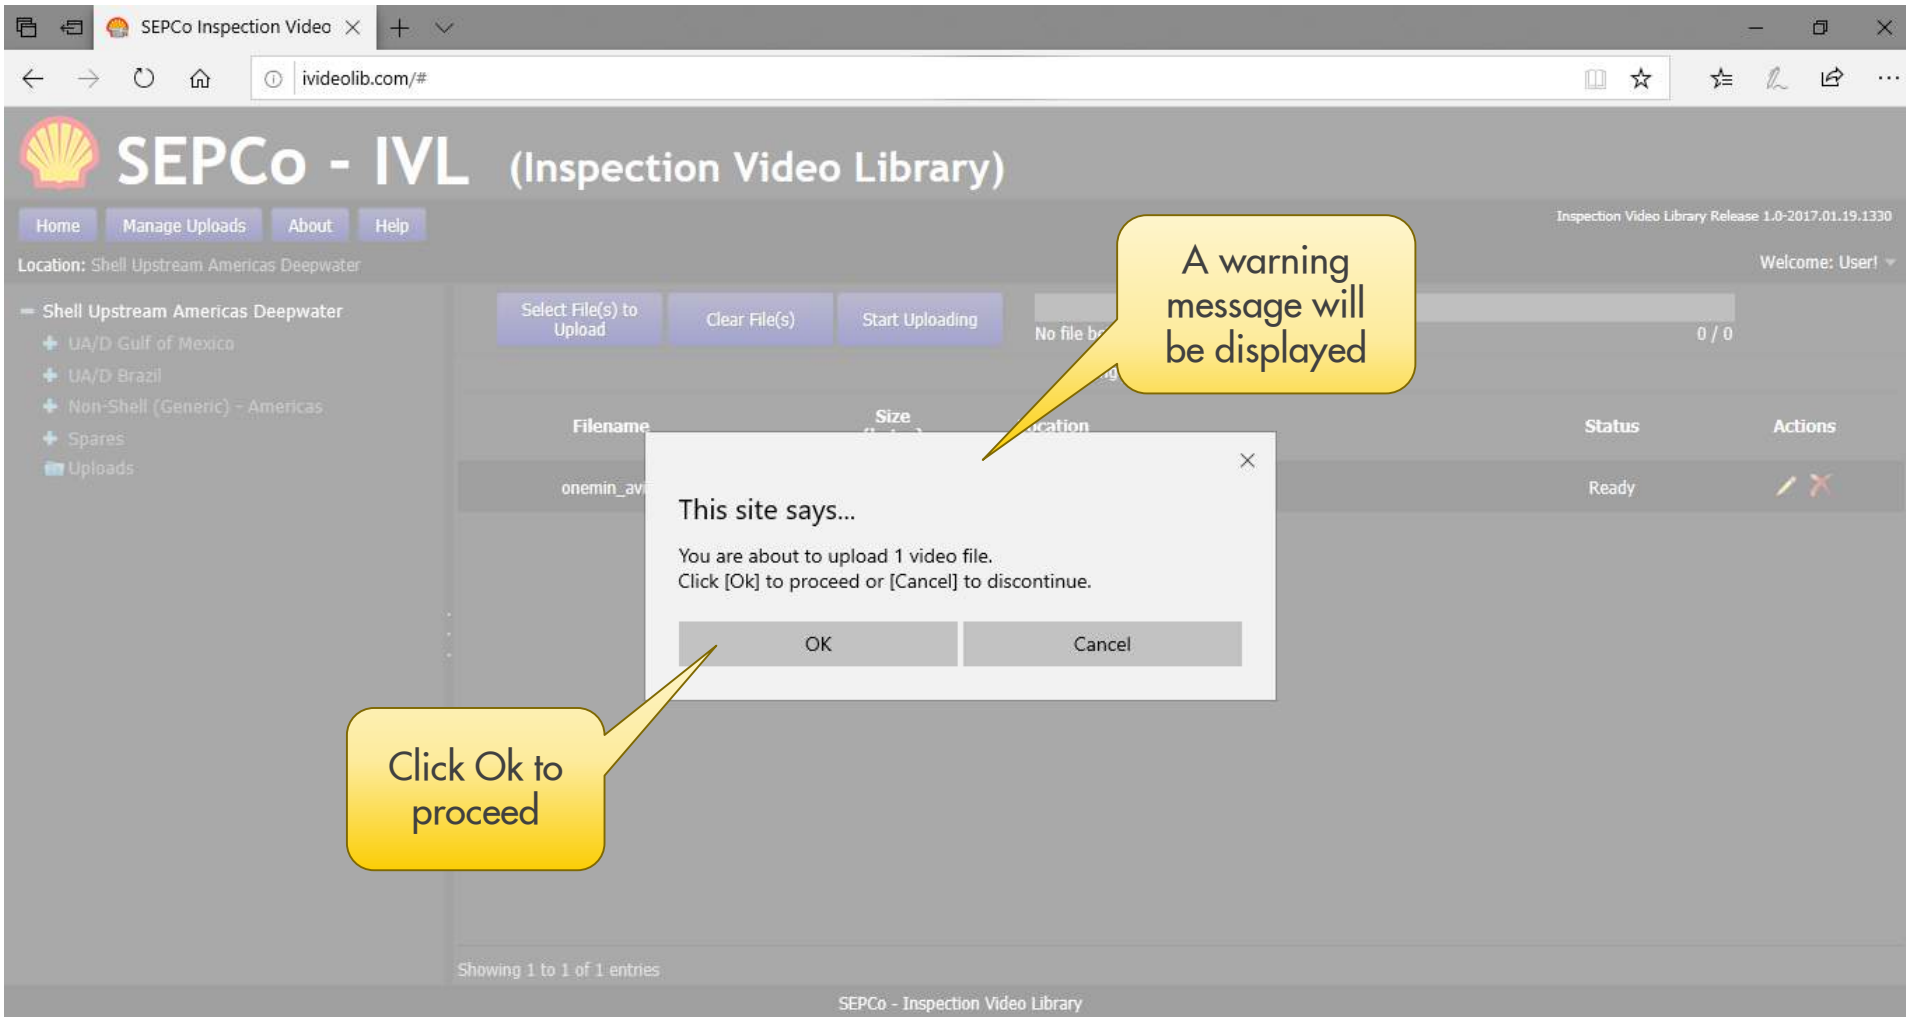 SEPCo Inspection Video
ivideolib.com/#
SEPCo - IVL (Inspection Video Library)
Home Manage Uploads About Help
Inspection Video Library Release 1.0-2017.01.19.1330
Location: Shell Upstream Americas Deepwater
Welcome: User!
Shell Upstream Americas Deepwater
UA/D Gulf of Mexico
UA/D Brazil
Non-Shell (Generic) - Americas
Spares
Uploads
Select File(s) to
Upload
Clear File(s)
Start Uploading
No file
0 / 0
A warning
message will
be displayed
Filename
Size
Status
Actions
onemin_avi
Ready
This site says...
You are about to upload 1 video file.
Click [Ok] to proceed or [Cancel] to discontinue.
OK
Cancel
Click Ok to
proceed
Showing 1 to 1 of 1 entries
SEPCo - Inspection Video Library